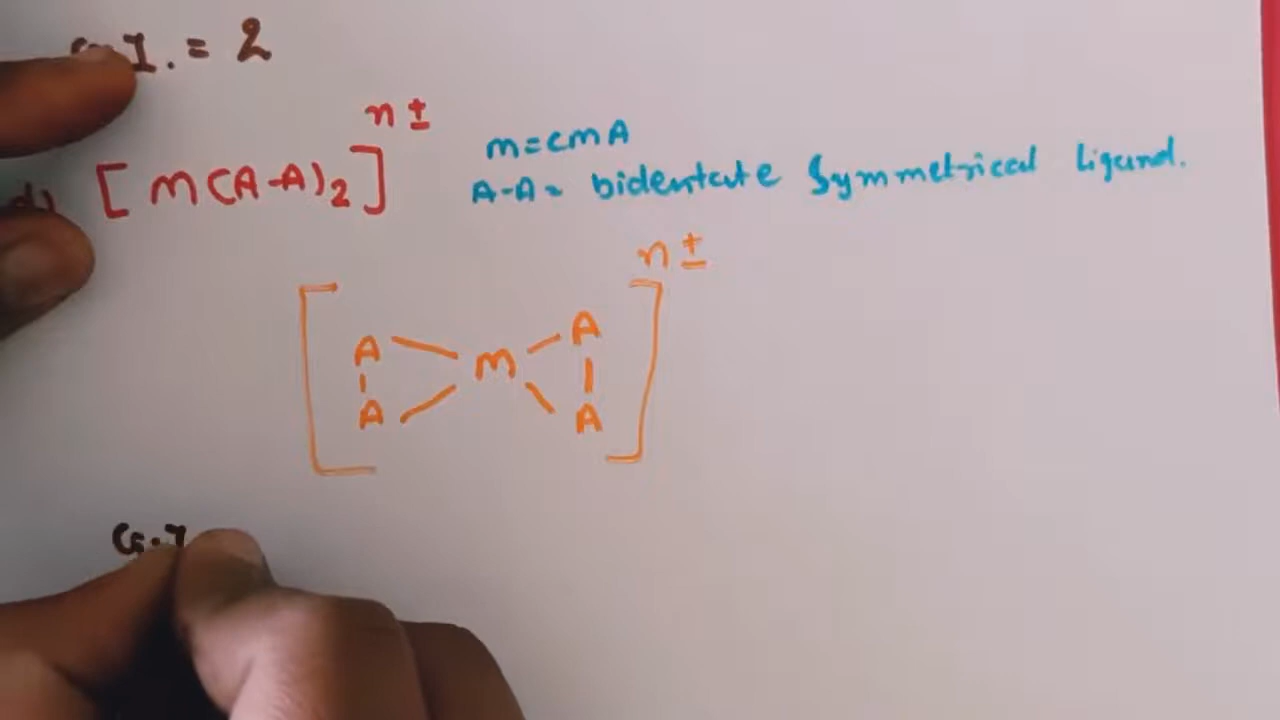 G.I. = 2
d) [M(A-A)2]n±
m=cmA
A-A= bidentate Symmetrical Ligand.
[ A A M A A ]n±
G.I